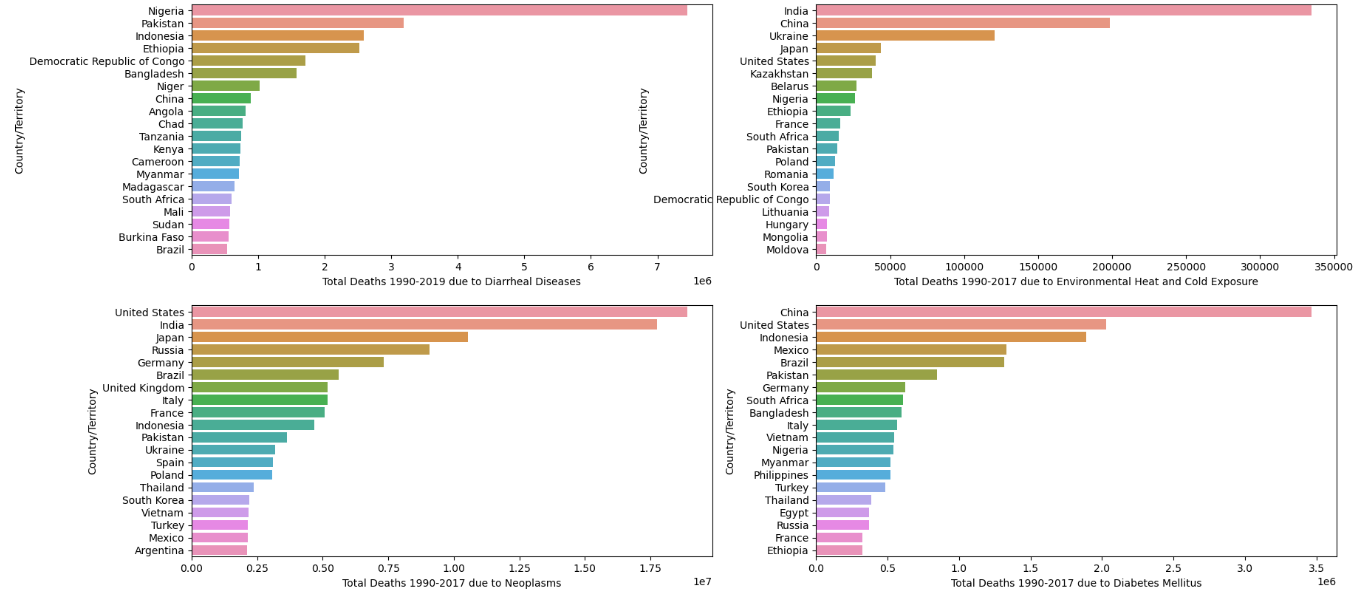 Country/Territory
Nigeria
Pakistan
Indonesia
Ethiopia
Democratic Republic of Congo
Bangladesh
Niger
China
Angola
Chad
Tanzania
Kenya
Cameroon
Myanmar
Madagascar
South Africa
Mali
Sudan
Burkina Faso
Brazil
0 1 2 3 4 5 6 7
1e6
Total Deaths 1990-2019 due to Diarrheal Diseases
Country/Territory
India
China
Ukraine
Japan
United States
Kazakhstan
Belarus
Nigeria
Ethiopia
France
South Africa
Pakistan
Poland
Romania
South Korea
Democratic Republic of Congo
Lithuania
Hungary
Mongolia
Moldova
0 50000 100000 150000 200000 250000 300000 350000
Total Deaths 1990-2017 due to Environmental Heat and Cold Exposure
Country/Territory
United States
India
Japan
Russia
Germany
Brazil
United Kingdom
Italy
France
Indonesia
Pakistan
Ukraine
Spain
Poland
Thailand
South Korea
Vietnam
Turkey
Mexico
Argentina
0.00 0.25 0.50 0.75 1.00 1.25 1.50 1.75
1e7
Total Deaths 1990-2017 due to Neoplasms
Country/Territory
China
United States
Indonesia
Mexico
Brazil
Pakistan
Germany
South Africa
Bangladesh
Italy
Vietnam
Nigeria
Myanmar
Philippines
Turkey
Thailand
Egypt
Russia
France
Ethiopia
0.0 0.5 1.0 1.5 2.0 2.5 3.0 3.5
1e6
Total Deaths 1990-2017 due to Diabetes Mellitus